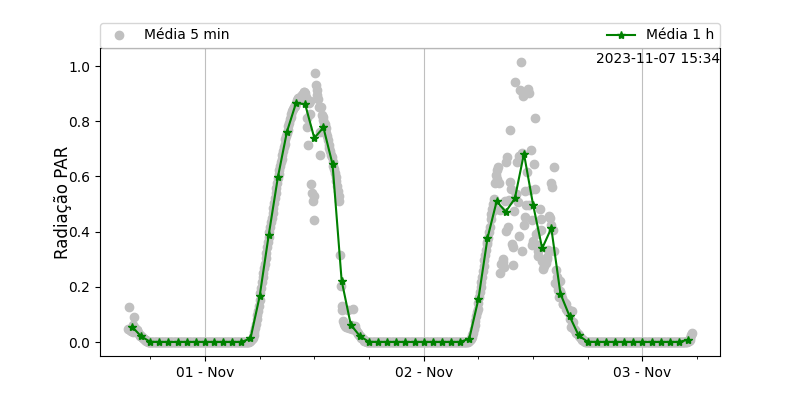 Média 5 min
Média 1 h
2023-11-07 15:34
Radiação PAR
1.0
0.8
0.6
0.4
0.2
0.0
01 - Nov
02 - Nov
03 - Nov